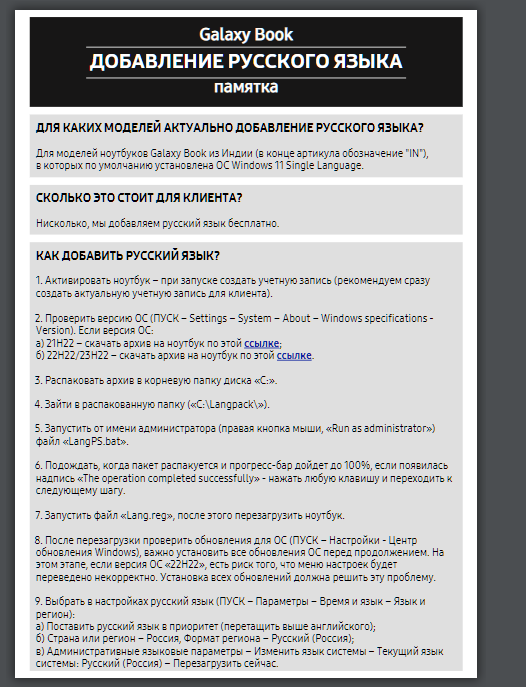 Galaxy Book
ДОБАВЛЕНИЕ РУССКОГО ЯЗЫКА
памятка
ДЛЯ КАКИХ МОДЕЛЕЙ АКТУАЛЬНО ДОБАВЛЕНИЕ РУССКОГО ЯЗЫКА?
Для моделей ноутбуков Galaxy Book из Индии (в конце артикула обозначение "IN"),
в которых по умолчанию установлена ОС Windows 11 Single Language.
СКОЛЬКО ЭТО СТОИТ ДЛЯ КЛИЕНТА?
Нисколько, мы добавляем русский язык бесплатно.
КАК ДОБАВИТЬ РУССКИЙ ЯЗЫК?
1. Активировать ноутбук – при запуске создать учетную запись (рекомендуем сразу
создать актуальную учетную запись для клиента).
2. Проверить версию ОС (ПУСК – Settings – System – About – Windows specifications -
Version). Если версия ОС:
а) 21H22 – скачать архив на ноутбук по этой ссылке;
б) 22H22/23H22 – скачать архив на ноутбук по этой ссылке.
3. Распаковать архив в корневую папку диска «C:».
4. Зайти в распакованную папку («C:\Langpack\»).
5. Запустить от имени администратора (правая кнопка мыши, «Run as administrator»)
файл «LangPS.bat».
6. Подождать, когда пакет распакуется и прогресс-бар дойдет до 100%, если появилась
надпись «The operation completed successfully» - нажать любую клавишу и переходить к
следующему шагу.
7. Запустить файл «Lang.reg», после этого перезагрузить ноутбук.
8. После перезагрузки проверить обновления для ОС (ПУСК – Настройки - Центр
обновления Windows), важно установить все обновления ОС перед продолжением. На
этом этапе, если версия ОС «22H22», есть риск того, что меню настроек будет
переведено некорректно. Установка всех обновлений должна решить эту проблему.
9. Выбрать в настройках русский язык (ПУСК – Параметры – Время и язык – Язык и
регион):
а) Поставить русский язык в приоритет (перетащить выше английского);
б) Страна или регион – Россия, Формат региона – Русский (Россия);
в) Административные языковые параметры – Изменить язык системы – Текущий язык
системы: Русский (Россия) – Перезагрузить сейчас.